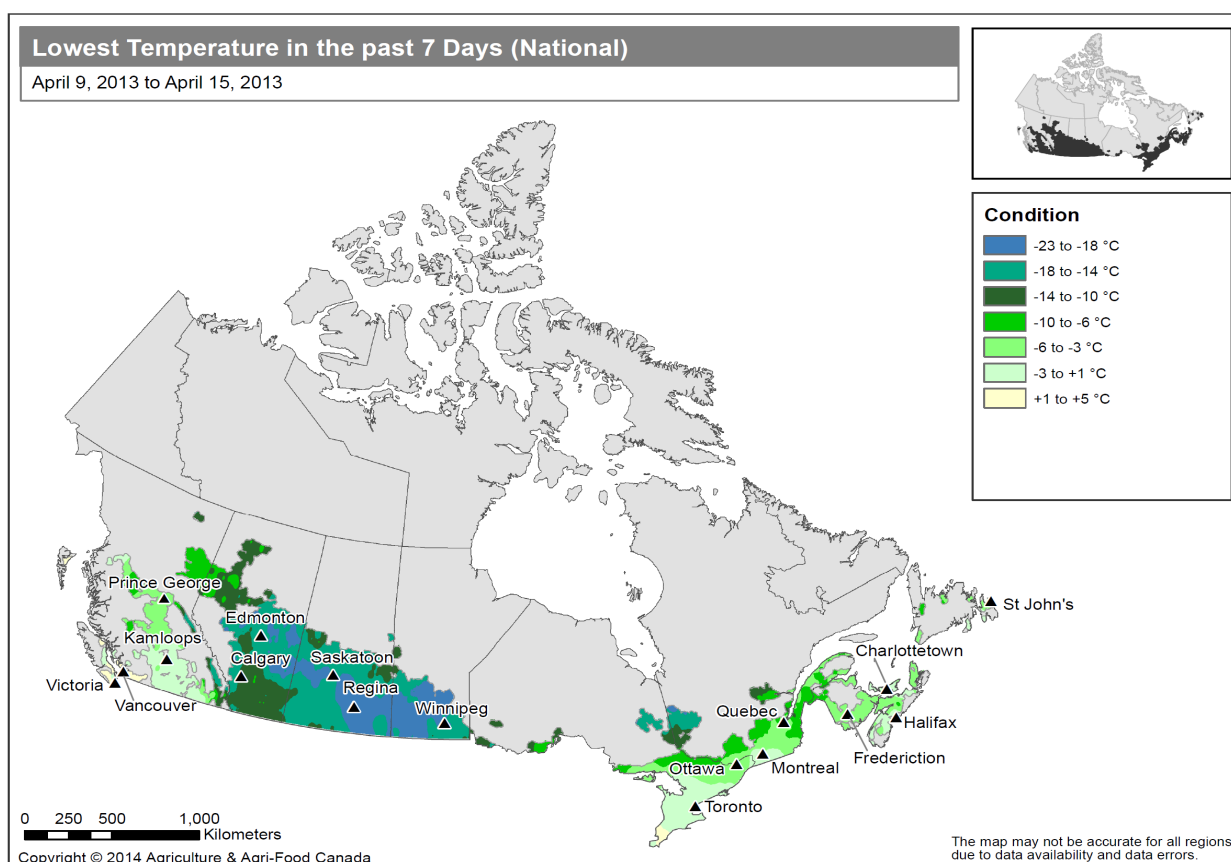 Lowest Temperature in the past 7 Days (National)
April 9, 2013 to April 15, 2013
Condition
-23 to -18 °C
-18 to -14 °C
-14 to -10 °C
-10 to -6 °C
-6 to -3 °C
-3 to +1 °C
+1 to +5 °C
Prince George
Kamloops
Edmonton
Calgary
Saskatoon
Regina
Victoria
Vancouver
Winnipeg
St John's
Charlottetown
Quebec
Halifax
Fredericton
Ottawa
Montreal
Toronto
0 250 500 1,000
Kilometers
Copyright © 2014 Agriculture & Agri-Food Canada
The map may not be accurate for all regions
due to data availability and data errors.